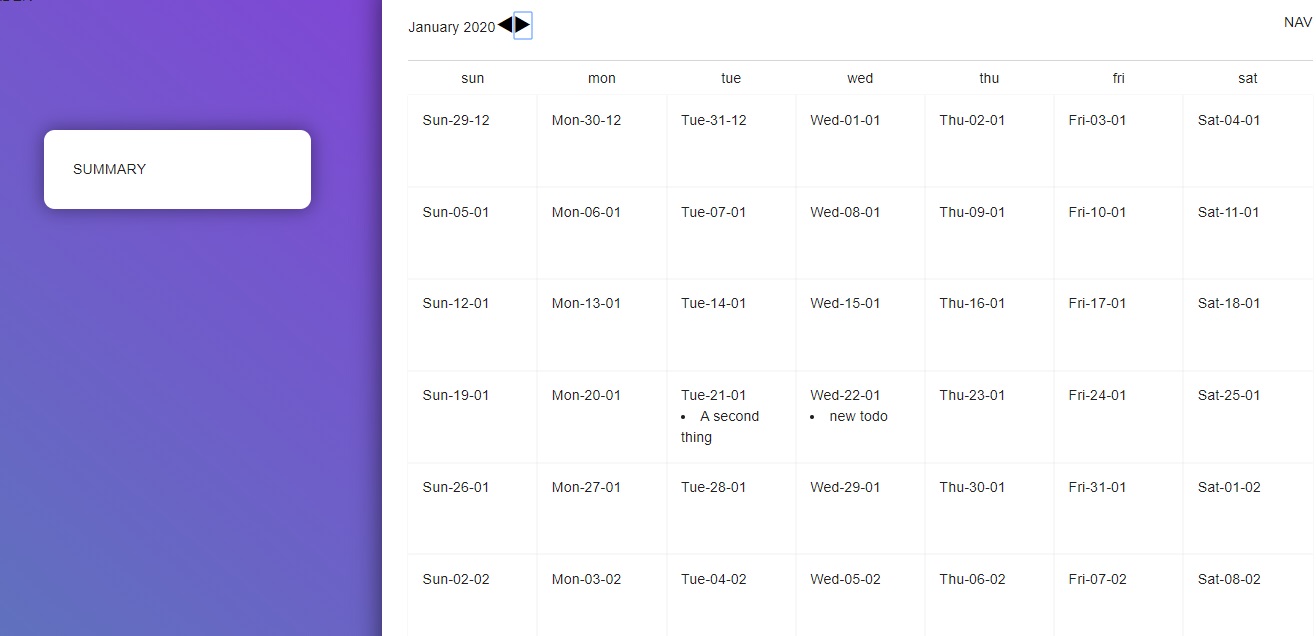 January 2020
NAV
SUMMARY
sun mon tue wed thu fri sat
Sun-29-12 Mon-30-12 Tue-31-12 Wed-01-01 Thu-02-01 Fri-03-01 Sat-04-01
Sun-05-01 Mon-06-01 Tue-07-01 Wed-08-01 Thu-09-01 Fri-10-01 Sat-11-01
Sun-12-01 Mon-13-01 Tue-14-01 Wed-15-01 Thu-16-01 Fri-17-01 Sat-18-01
Sun-19-01 Mon-20-01 Tue-21-01 Wed-22-01 Thu-23-01 Fri-24-01 Sat-25-01
• A second • new todo
thing
Sun-26-01 Mon-27-01 Tue-28-01 Wed-29-01 Thu-30-01 Fri-31-01 Sat-01-02
Sun-02-02 Mon-03-02 Tue-04-02 Wed-05-02 Thu-06-02 Fri-07-02 Sat-08-02